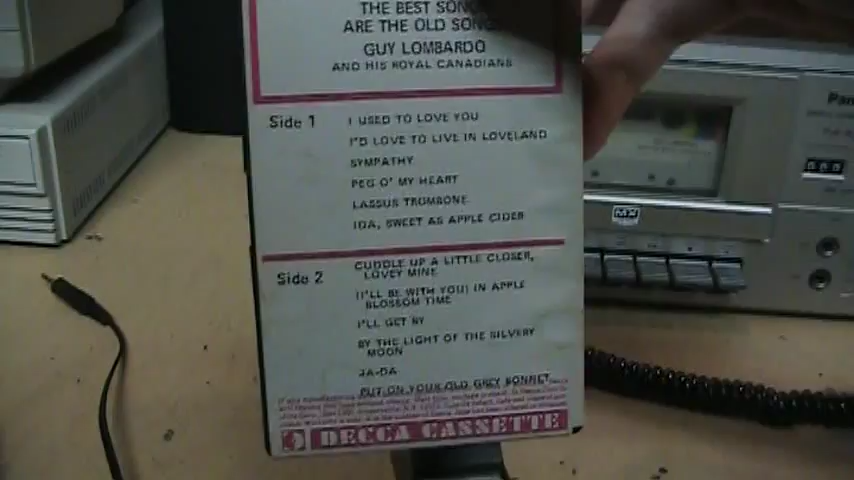 THE BEST SONGS
ARE THE OLD SONGS
GUY LOMBARDO
AND HIS ROYAL CANADIANS
Side 1
I USED TO LOVE YOU
I'D LOVE TO LIVE IN LOVELAND
SYMPATHY
PEG O' MY HEART
LASSUS TROMBONE
IDA, SWEET AS APPLE CIDER
Side 2
CUDDLE UP A LITTLE CLOSER,
LOVEY MINE
(I'LL BE WITH YOU) IN APPLE
BLOSSOM TIME
I'LL GET BY
BY THE LIGHT OF THE SILVERY
MOON
JA-DA
PUT ON YOUR OLD GREY BONNET
DECCA CASSETTE
Pan
MX